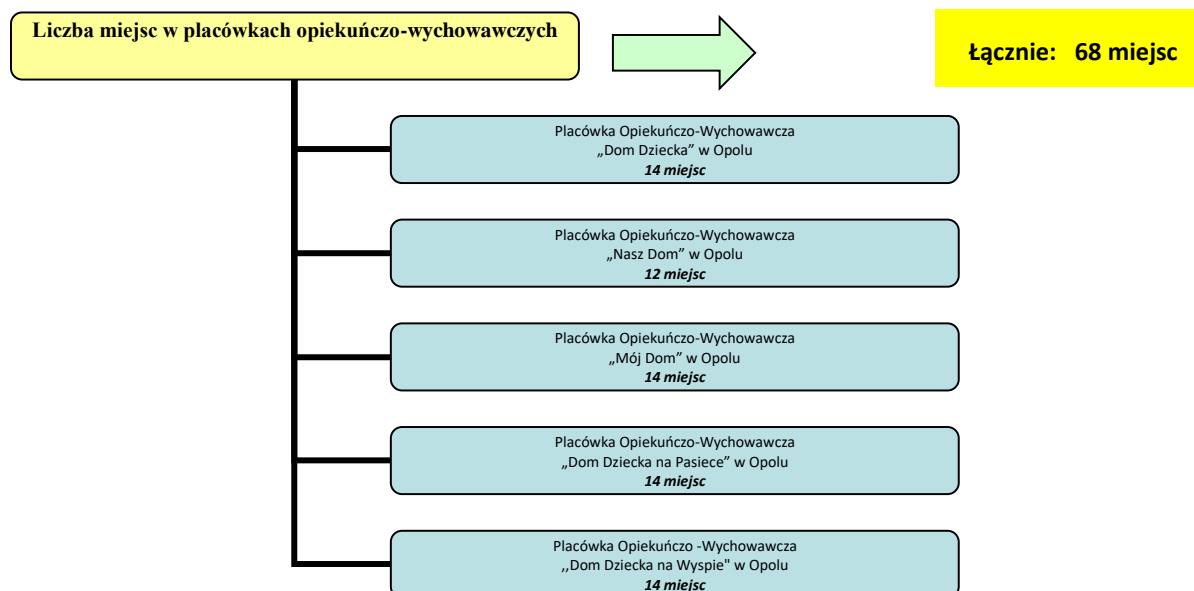 Liczba miejsc w placówkach opiekuńczo-wychowawczych
Łącznie: 68 miejsc
Placówka Opiekuńczo-Wychowawcza
„Dom Dziecka” w Opolu
14 miejsc
Placówka Opiekuńczo-Wychowawcza
„Nasz Dom” w Opolu
12 miejsc
Placówka Opiekuńczo-Wychowawcza
„Mój Dom” w Opolu
14 miejsc
Placówka Opiekuńczo-Wychowawcza
„Dom Dziecka na Pasiece” w Opolu
14 miejsc
Placówka Opiekuńczo -Wychowawcza
,,Dom Dziecka na Wyspie" w Opolu
14 miejsc